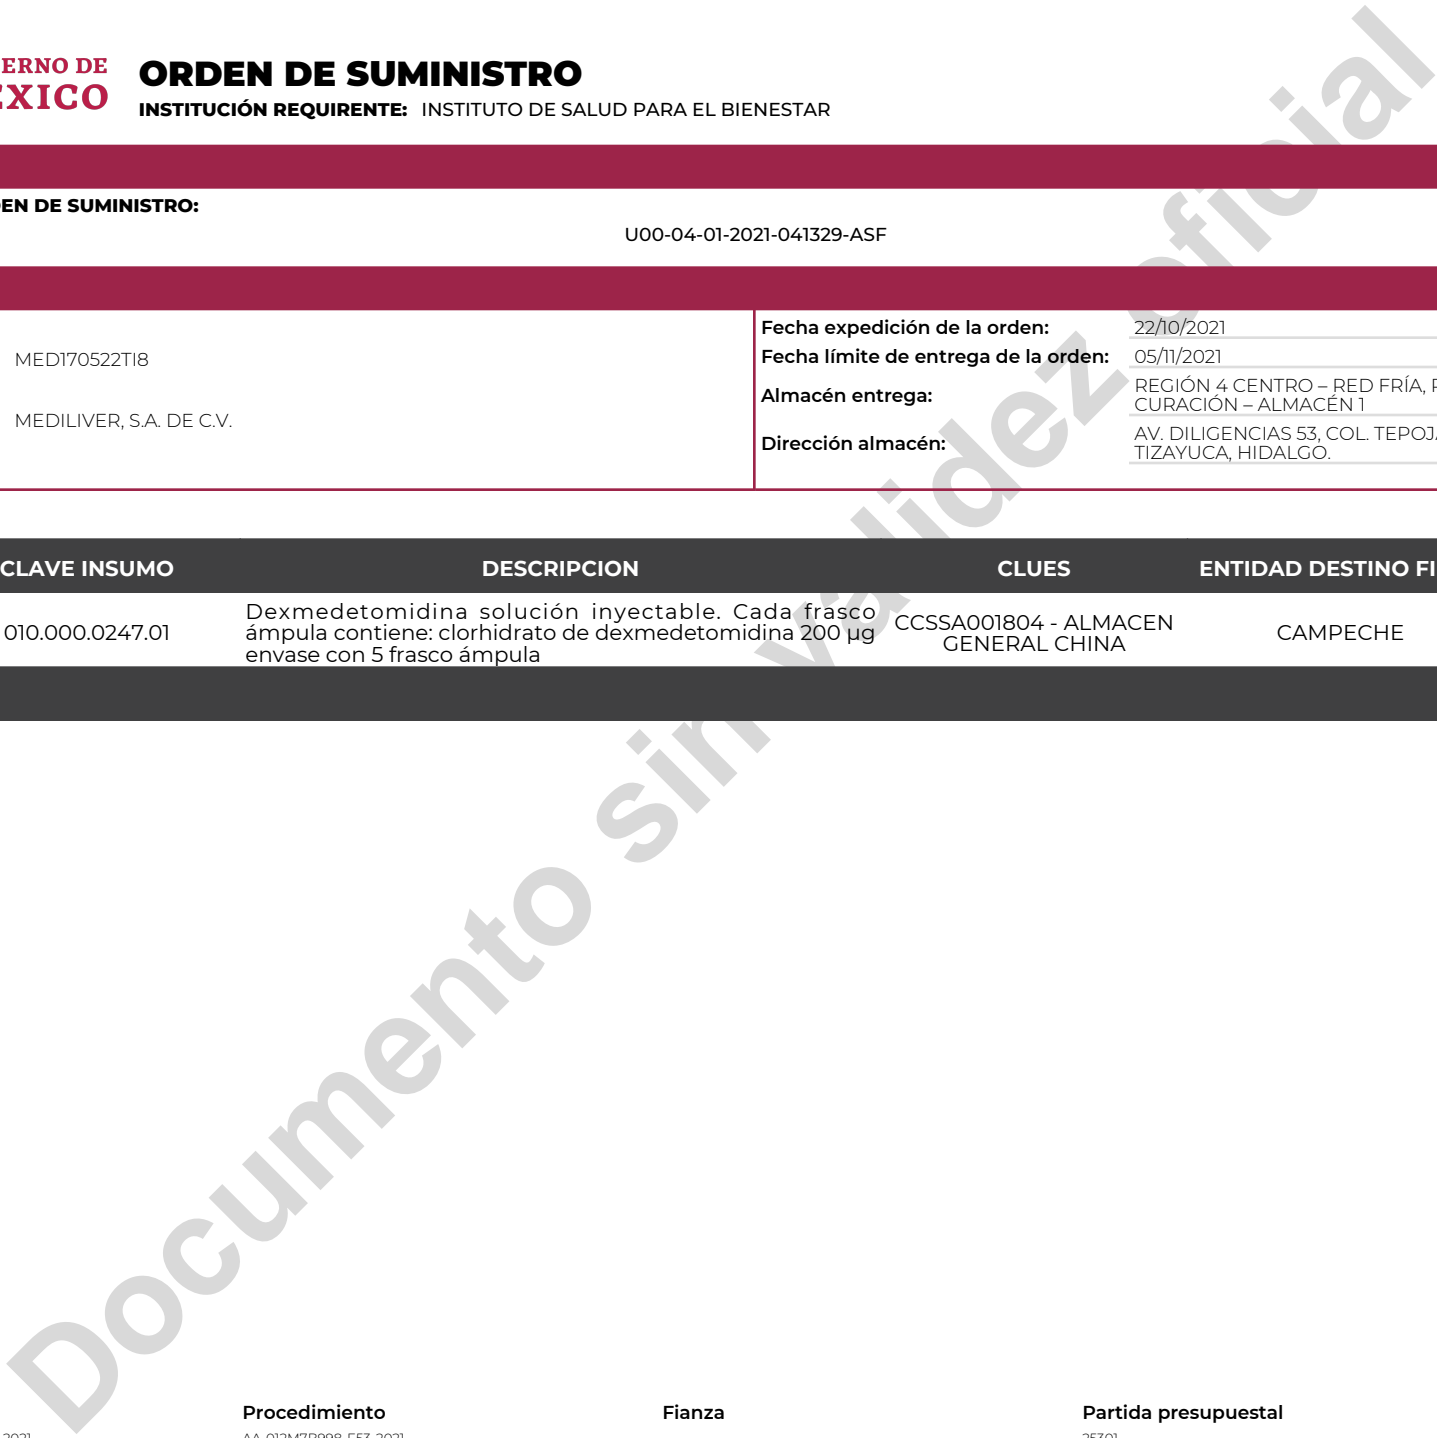 ERNO DE
EXICO
ORDEN DE SUMINISTRO
INSTITUCIÓN REQUIRENTE: INSTITUTO DE SALUD PARA EL BIENESTAR
EN DE SUMINISTRO:
U00-04-01-2021-041329-ASF
MED170522TI8
MEDILIVER, S.A. DE C.V.
Fecha expedición de la orden: 22/10/2021
Fecha límite de entrega de la orden: 05/11/2021
Almacén entrega: REGIÓN 4 CENTRO – RED FRÍA,
CURACIÓN – ALMACÉN 1
Dirección almacén: AV. DILIGENCIAS 53, COL. TEPOJA
TIZAYUCA, HIDALGO.
CLAVE INSUMO DESCRIPCION CLUES ENTIDAD DESTINO FI
010.000.0247.01
Dexmedetomidina solución inyectable. Cada frasco
ámpula contiene: clorhidrato de dexmedetomidina 200 µg
envase con 5 frasco ámpula
CCSSA001804 - ALMACEN
GENERAL CHINA
CAMPECHE
Documento sin validez oficial
Procedimiento Fianza Partida presupuestal